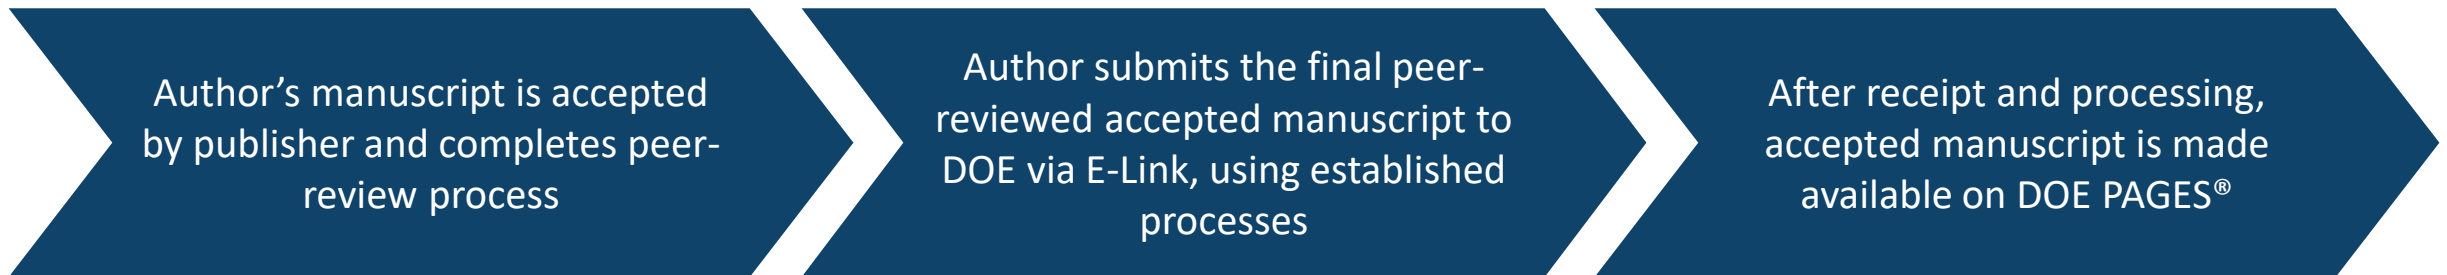 Author’s manuscript is accepted
by publisher and completes peer-
review process
Author submits the final peer-
reviewed accepted manuscript to
DOE via E-Link, using established
processes
After receipt and processing,
accepted manuscript is made
available on DOE PAGES®